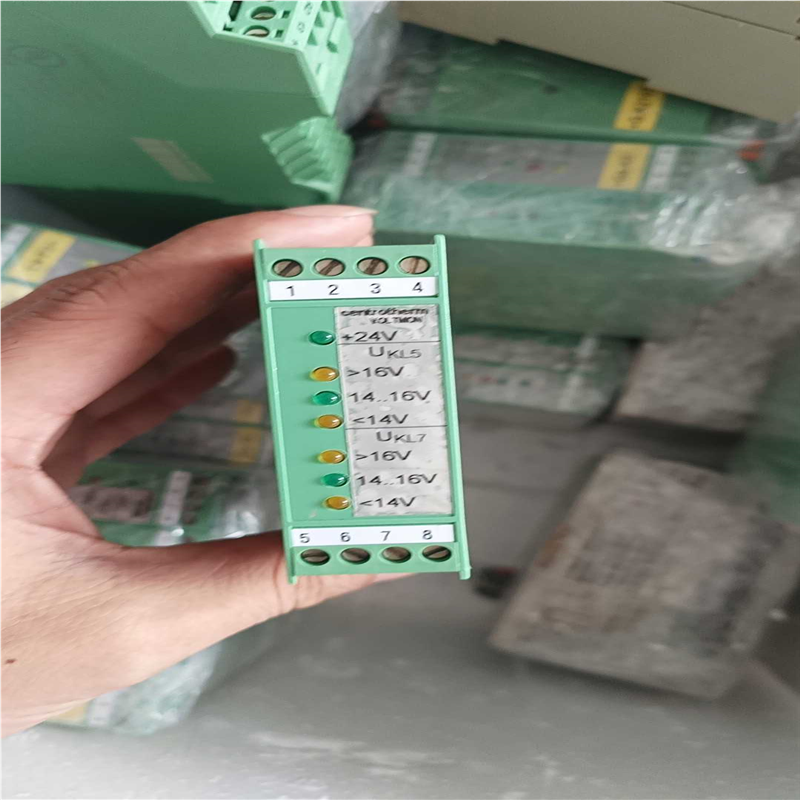 1 2 3 4
centrotherm
VOLTMON
+24V
UKL5
>16V
14..16V
<14V
UKL7
>16V
14..16V
<14V
5 6 7 8